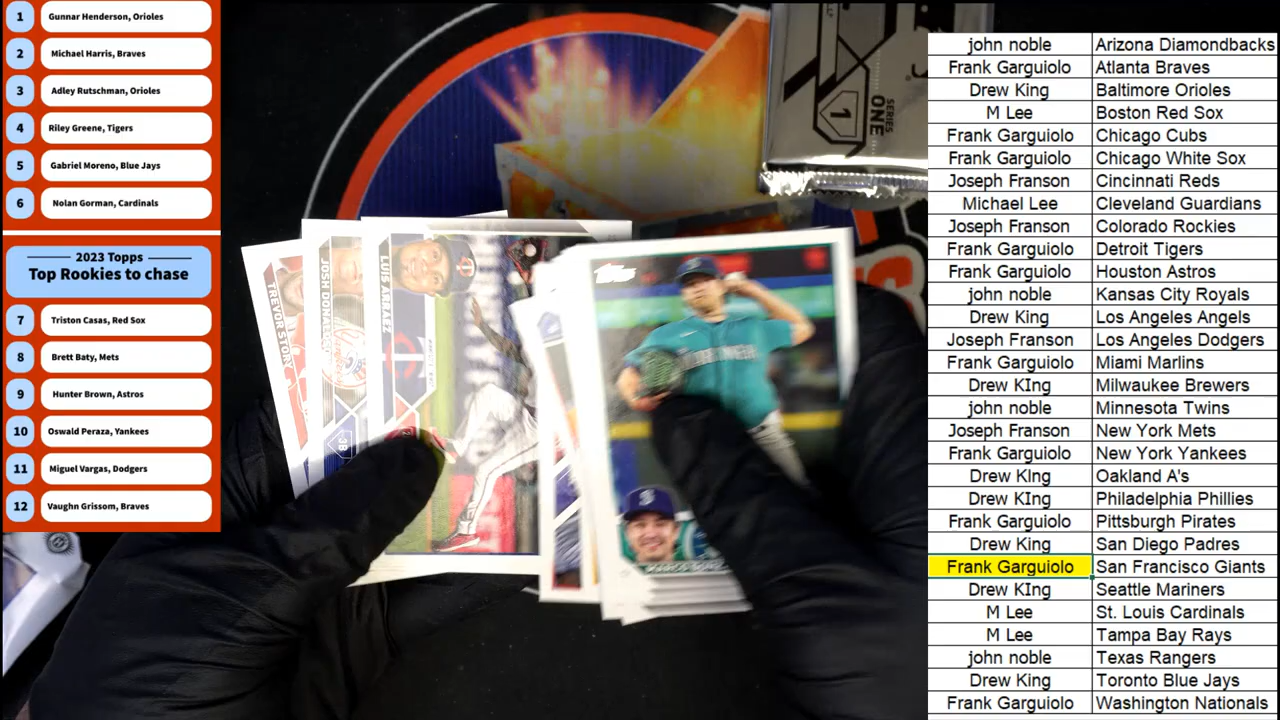 1 Gunnar Henderson, Orioles
2 Michael Harris, Braves
3 Adley Rutschman, Orioles
4 Riley Greene, Tigers
5 Gabriel Moreno, Blue Jays
6 Nolan Gorman, Cardinals
2023 Topps
Top Rookies to chase
7 Triston Casas, Red Sox
8 Brett Baty, Mets
9 Hunter Brown, Astros
10 Oswald Peraza, Yankees
11 Miguel Vargas, Dodgers
12 Vaughn Grissom, Braves
TREVOR STORY
JOSH DONALDSON
3B
LUIS ARRAEZ
Topps
SERIES
ONE
1
john noble Arizona Diamondbacks
Frank Garguiolo Atlanta Braves
Drew King Baltimore Orioles
M Lee Boston Red Sox
Frank Garguiolo Chicago Cubs
Frank Garguiolo Chicago White Sox
Joseph Franson Cincinnati Reds
Michael Lee Cleveland Guardians
Joseph Franson Colorado Rockies
Frank Garguiolo Detroit Tigers
Frank Garguiolo Houston Astros
john noble Kansas City Royals
Drew King Los Angeles Angels
Joseph Franson Los Angeles Dodgers
Frank Garguiolo Miami Marlins
Drew KIng Milwaukee Brewers
john noble Minnesota Twins
Joseph Franson New York Mets
Frank Garguiolo New York Yankees
Drew KIng Oakland A's
Drew KIng Philadelphia Phillies
Frank Garguiolo Pittsburgh Pirates
Drew King San Diego Padres
Frank Garguiolo San Francisco Giants
Drew KIng Seattle Mariners
M Lee St. Louis Cardinals
M Lee Tampa Bay Rays
john noble Texas Rangers
Drew King Toronto Blue Jays
Frank Garguiolo Washington Nationals